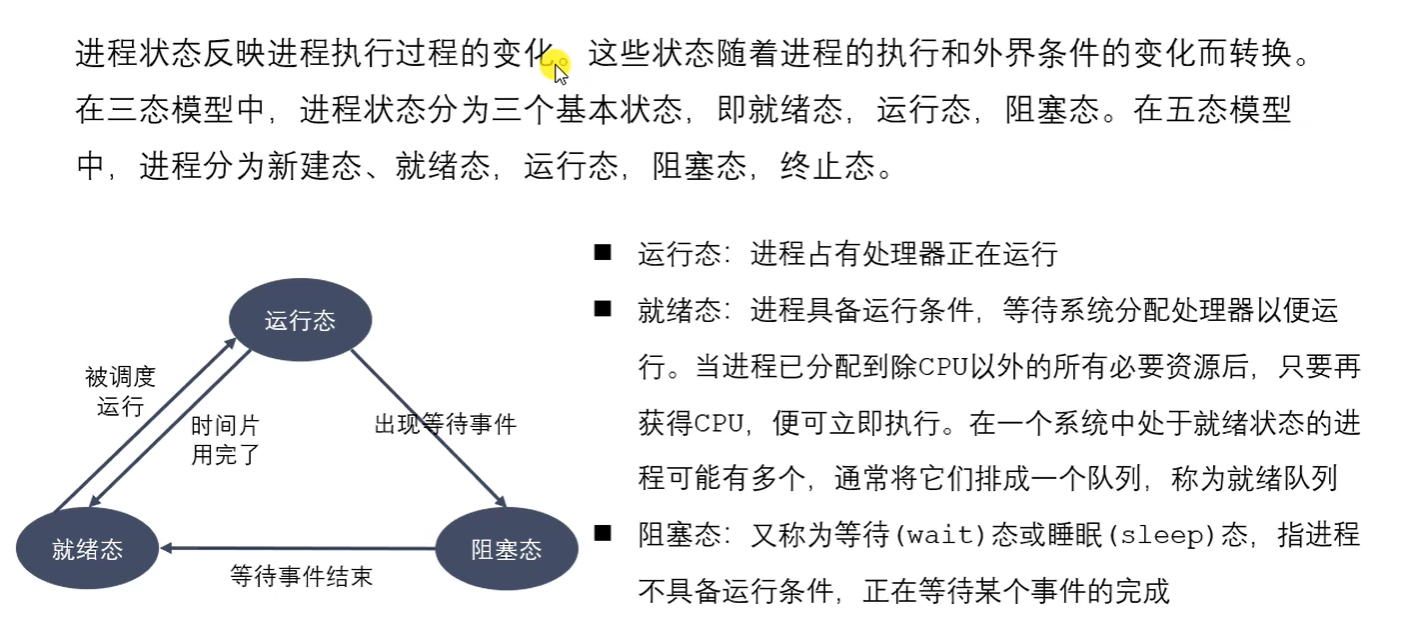 进程状态反映进程执行过程的变化。这些状态随着进程的执行和外界条件的变化而转换。
在三态模型中，进程状态分为三个基本状态，即就绪态，运行态，阻塞态。在五态模型
中，进程分为新建态、就绪态，运行态，阻塞态，终止态。
运行态
被调度
运行
时间片
用完了
出现等待事件
就绪态
阻塞态
等待事件结束
■ 运行态：进程占有处理器正在运行
■ 就绪态：进程具备运行条件，等待系统分配处理器以便运
行。当进程已分配到除CPU以外的所有必要资源后，只要再
获得CPU，便可立即执行。在一个系统中处于就绪状态的进
程可能有多个，通常将它们排成一个队列，称为就绪队列
■ 阻塞态：又称为等待(wait)态或睡眠(sleep)态，指进程
不具备运行条件，正在等待某个事件的完成